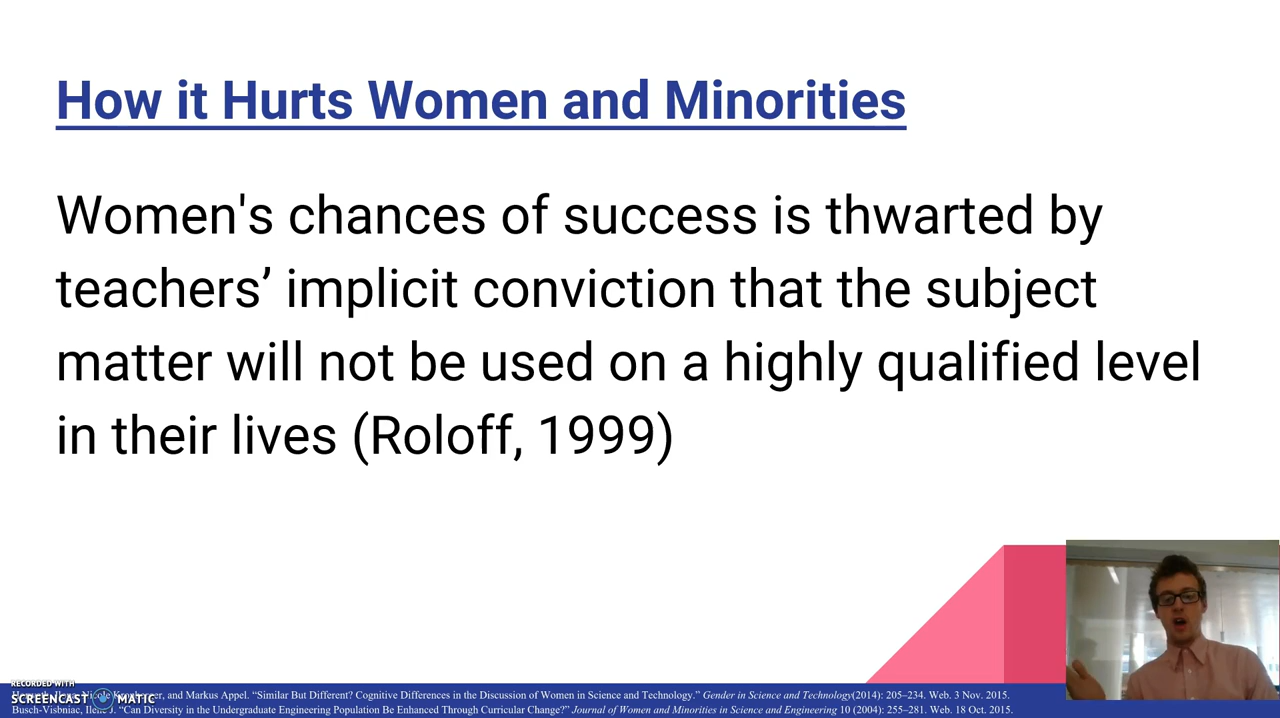 How it Hurts Women and Minorities
Women's chances of success is thwarted by
teachers’ implicit conviction that the subject
matter will not be used on a highly qualified level
in their lives (Roloff, 1999)
RECORDED WITH
SCREENCAST MATIC
and Markus Appel. “Similar But Different? Cognitive Differences in the Discussion of Women in Science and Technology.” Gender in Science and Technology(2014): 205–234. Web. 3 Nov. 2015.
Busch-Visbniac, Ilene J. “Can Diversity in the Undergraduate Engineering Population Be Enhanced Through Curricular Change?” Journal of Women and Minorities in Science and Engineering 10 (2004): 255–281. Web. 18 Oct. 2015.